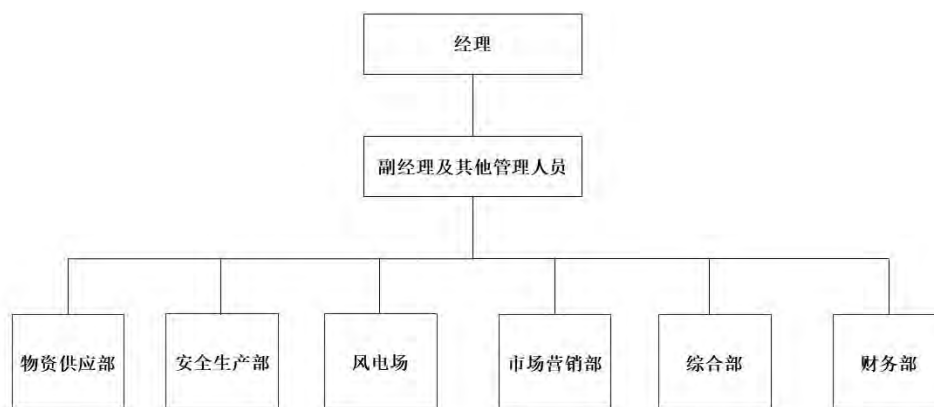 经理
副经理及其他管理人员
物资供应部
安全生产部
风电场
市场营销部
综合部
财务部